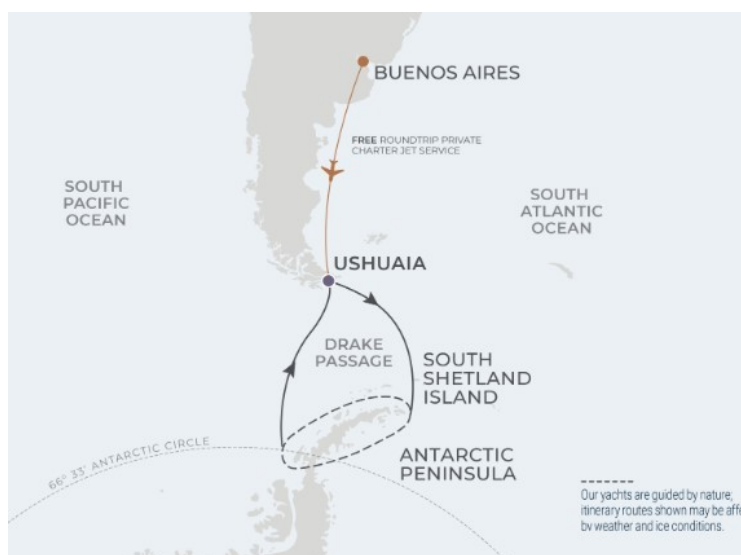 BUENOS AIRES
FREE ROUNDTRIP PRIVATE
CHARTER JET SERVICE
SOUTH
PACIFIC
OCEAN
SOUTH
ATLANTIC
OCEAN
USHUAIA
DRAKE
PASSAGE
SOUTH
SHETLAND
ISLAND
66° 33' ANTARCTIC CIRCLE
ANTARCTIC
PENINSULA
Our yachts are guided by nature;
itinerary routes shown may be affe
by weather and ice conditions.